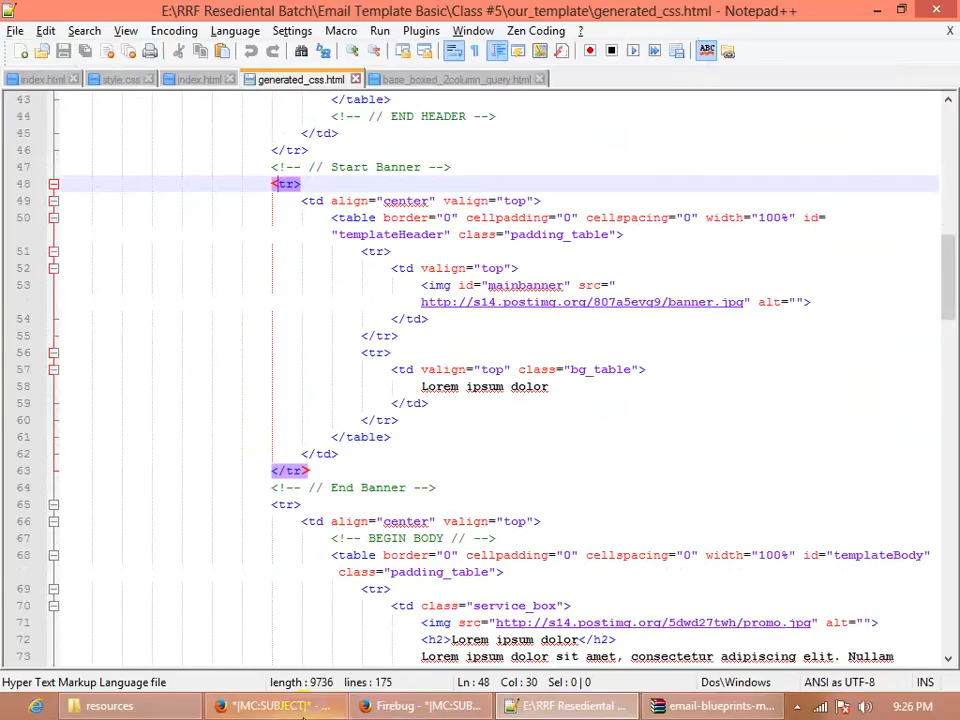 E:\RRF Resediental Batch\Email Template Basic\Class #5\our_template\generated_css.html - Notepad++
File Edit Search View Encoding Language Settings Macro Run Plugins Window Zen Coding ? X
index.html style.css index.html generated_css.html base_boxed_2column_query.html
43 </table>
44 <!-- // END HEADER -->
45 </td>
46 </tr>
47 <!-- // Start Banner -->
48 <tr>
49 <td align="center" valign="top">
50 <table border="0" cellpadding="0" cellspacing="0" width="100%" id=
"templateHeader" class="padding_table">
51 <tr>
52 <td valign="top">
53 <img id="mainbanner" src="
http://s14.postimg.org/807a5evg9/banner.jpg" alt="">
54 </td>
55 </tr>
56 <tr>
57 <td valign="top" class="bg_table">
58 Lorem ipsum dolor
59 </td>
60 </tr>
61 </table>
62 </td>
63 </tr>
64 <!-- // End Banner -->
65 <tr>
66 <td align="center" valign="top">
67 <!-- BEGIN BODY // -->
68 <table border="0" cellpadding="0" cellspacing="0" width="100%" id="templateBody"
class="padding_table">
69 <tr>
70 <td class="service_box">
71 <img src="http://s14.postimg.org/5dwd27twh/promo.jpg" alt="">
72 <h2>Lorem ipsum dolor</h2>
73 Lorem ipsum dolor sit amet, consectetur adipiscing elit. Nullam
Hyper Text Markup Language file length : 9736 lines : 175 Ln : 48 Col : 30 Sel : 0 | 0 Dos\Windows ANSI as UTF-8 INS
resources *|MC:SUBJECT|* - ... Firebug - *|MC:SUB... E:\RRF Resedential ... email-blueprints-m... 9:26 PM